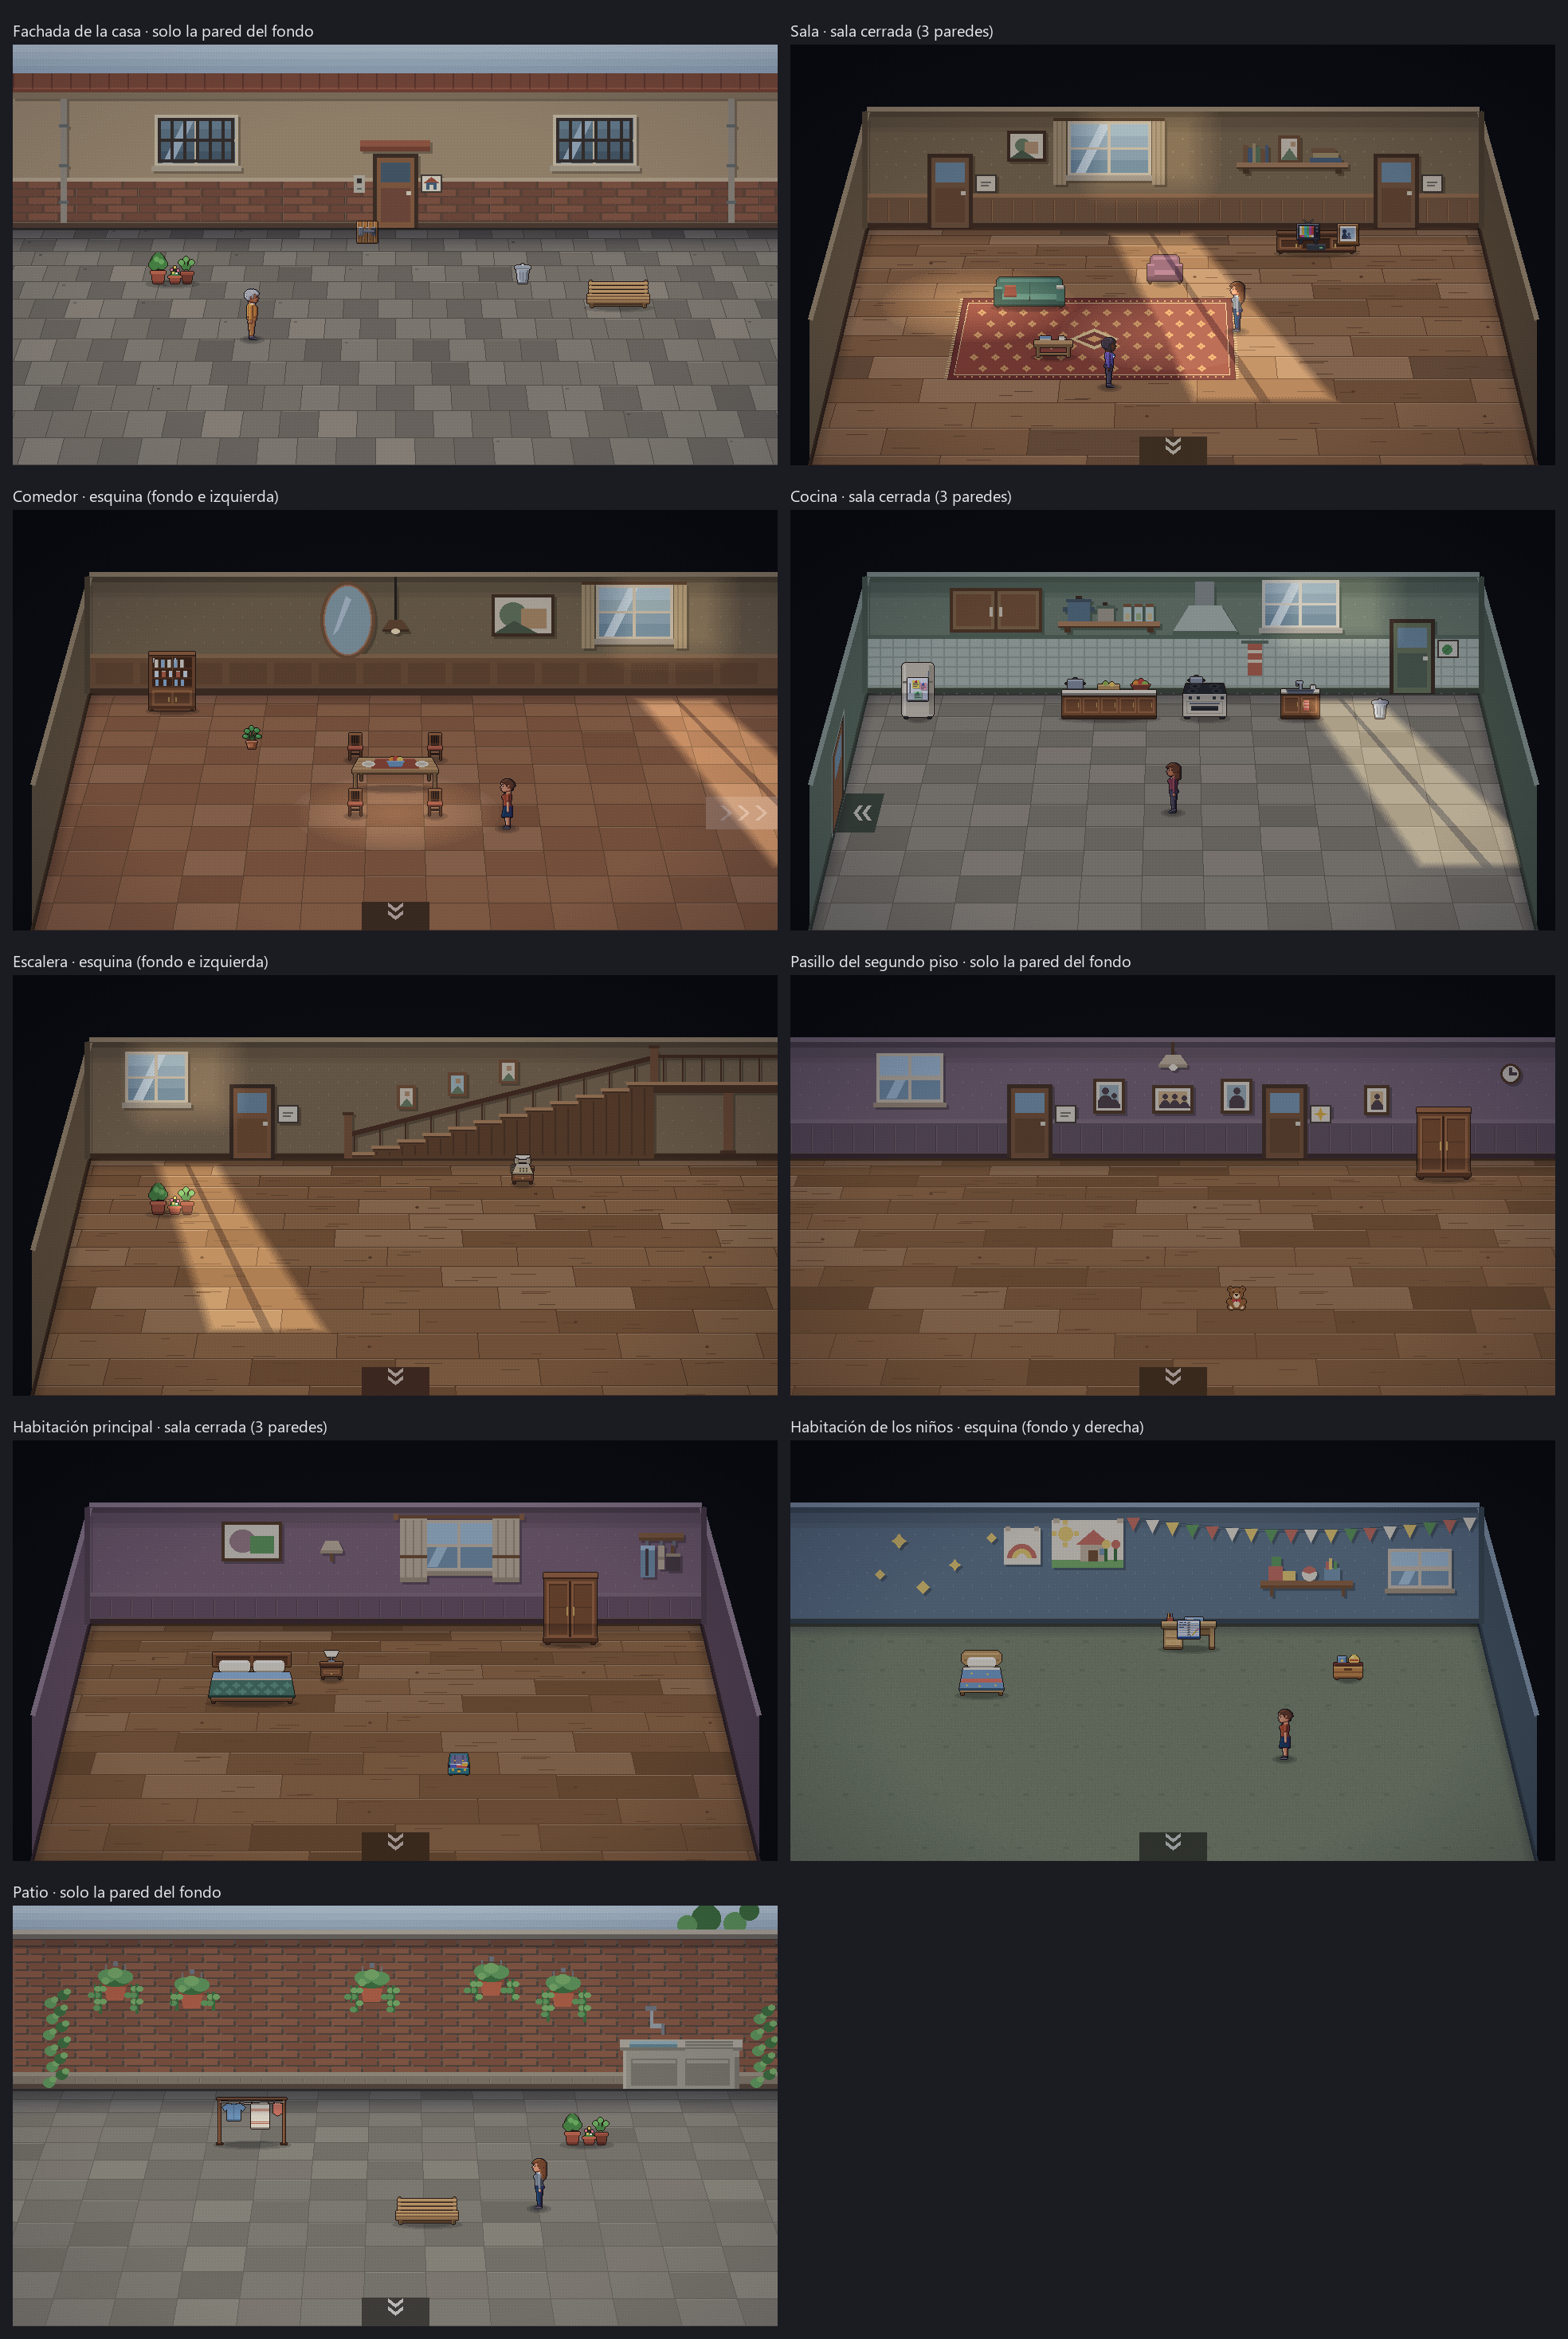 Fachada de la casa · solo la pared del fondo
Sala · sala cerrada (3 paredes)
Comedor · esquina (fondo e izquierda)
Cocina · sala cerrada (3 paredes)
Escalera · esquina (fondo e izquierda)
Pasillo del segundo piso · solo la pared del fondo
Habitación principal · sala cerrada (3 paredes)
Habitación de los niños · esquina (fondo y derecha)
Patio · solo la pared del fondo